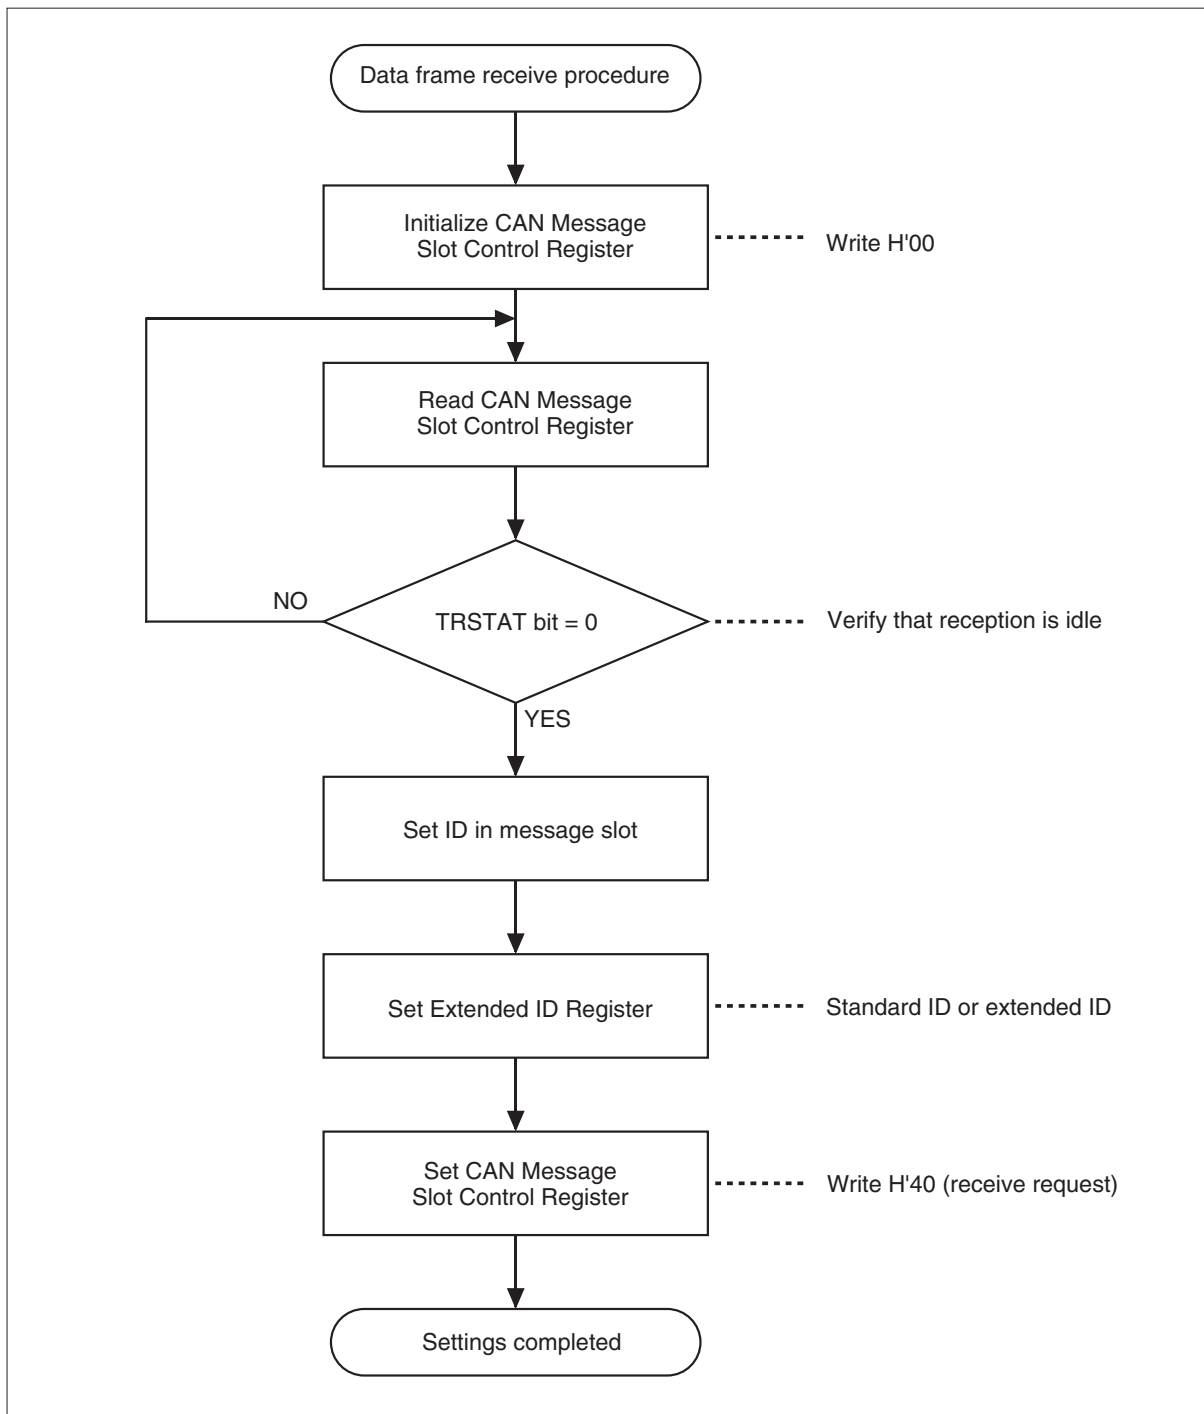 Data frame receive procedure
Initialize CAN Message
Slot Control Register
Write H'00
Read CAN Message
Slot Control Register
NO
TRSTAT bit = 0
Verify that reception is idle
YES
Set ID in message slot
Set Extended ID Register
Standard ID or extended ID
Set CAN Message
Slot Control Register
Write H'40 (receive request)
Settings completed